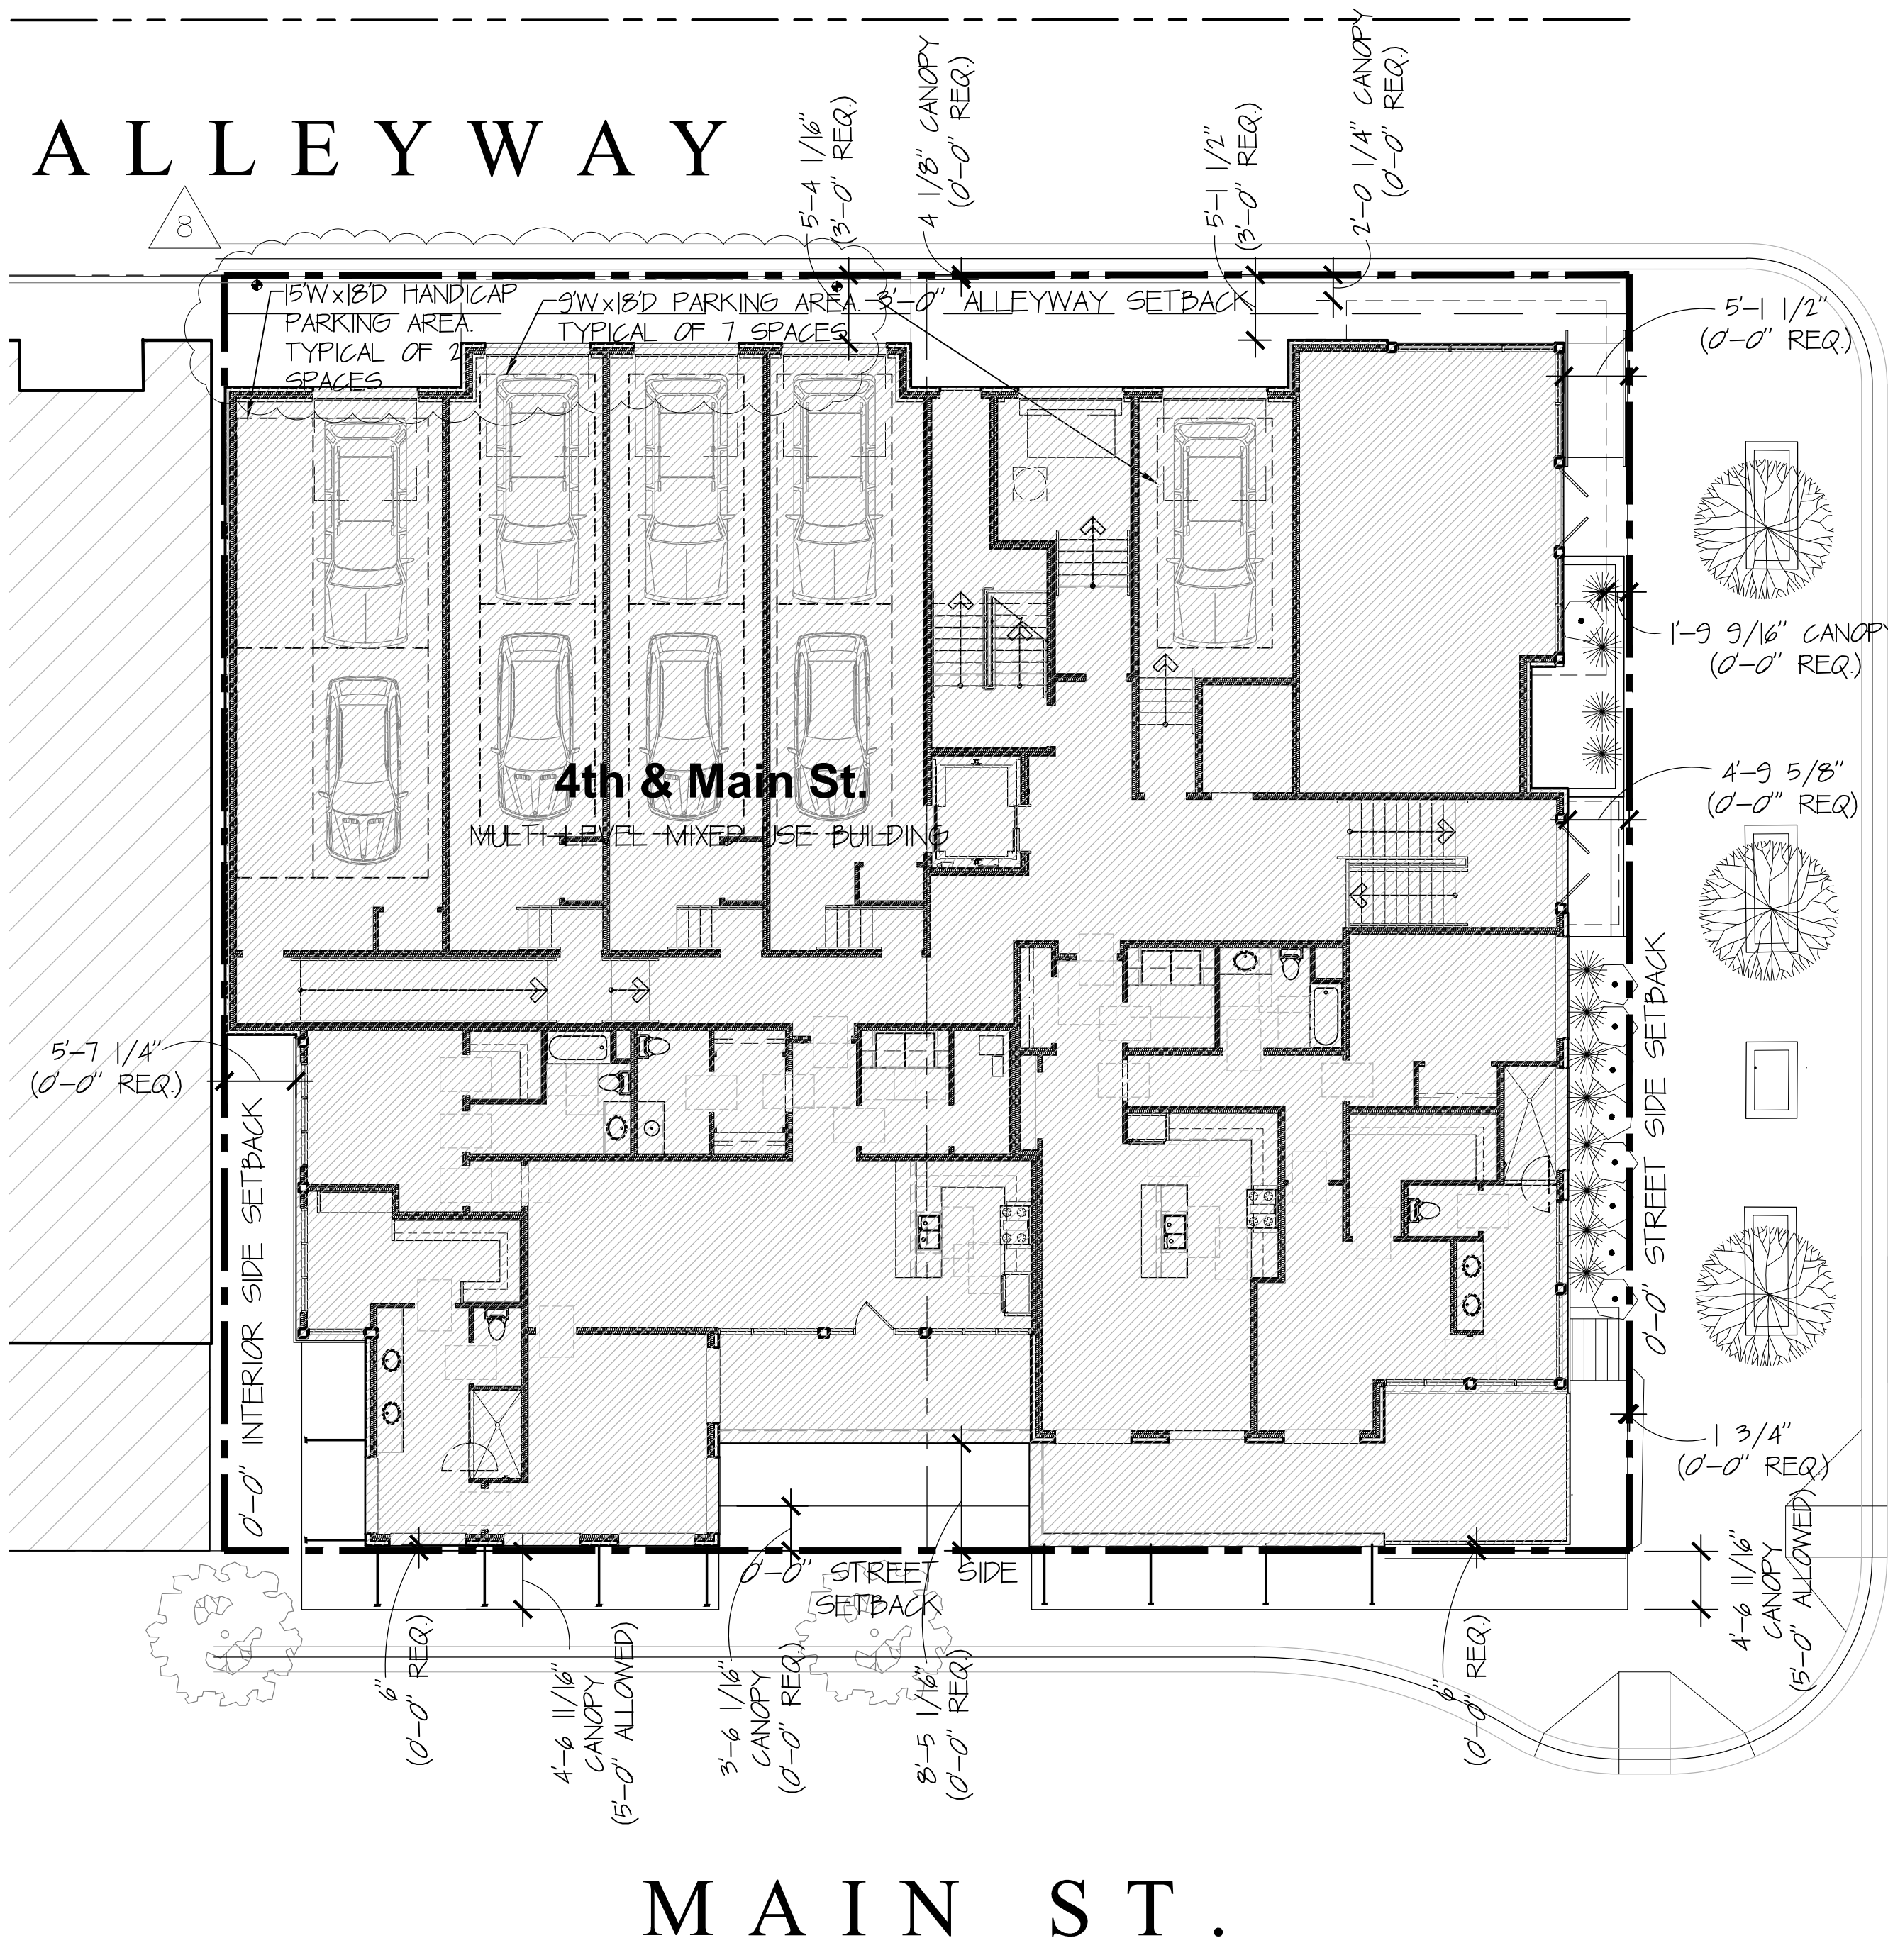 5'-4 1/16"
(3'-0" REQ.)
4 1/8" CANOPY
(0'-0" REQ.)
5'-1 1/2"
(3'-0" REQ.)
2'-0 1/4" CANOPY
(0'-0" REQ.)
ALLEYWAY
8
15'W x18'D HANDICAP
PARKING AREA.
TYPICAL OF 2
SPACES
9'W x18'D PARKING AREA.
TYPICAL OF 7 SPACES
3'-0" ALLEYWAY SETBACK
5'-1 1/2"
(0'-0" REQ.)
1'-9 9/16" CANOPY
(0'-0" REQ.)
4'-9 5/8"
(0'-0'" REQ)
4th & Main St.
MULTI-LEVEL MIXED USE BUILDING
5'-7 1/4"
(0'-0" REQ.)
0'-0" INTERIOR SIDE SETBACK
0'-0" STREET SIDE SETBACK
1 3/4"
(0'-0" REQ.)
4'-6 11/16"
CANOPY
(5'-0" ALLOWED)
0'-0" STREET SIDE
SETBACK
6"
(0'-0" REQ.)
4'-6 11/16"
CANOPY
(5'-0" ALLOWED)
3'-6 1/16"
CANOPY
(0'-0" REQ.)
8'-5 1/16"
(0'-0" REQ.)
6"
(0'-0" REQ.)
MAIN ST.